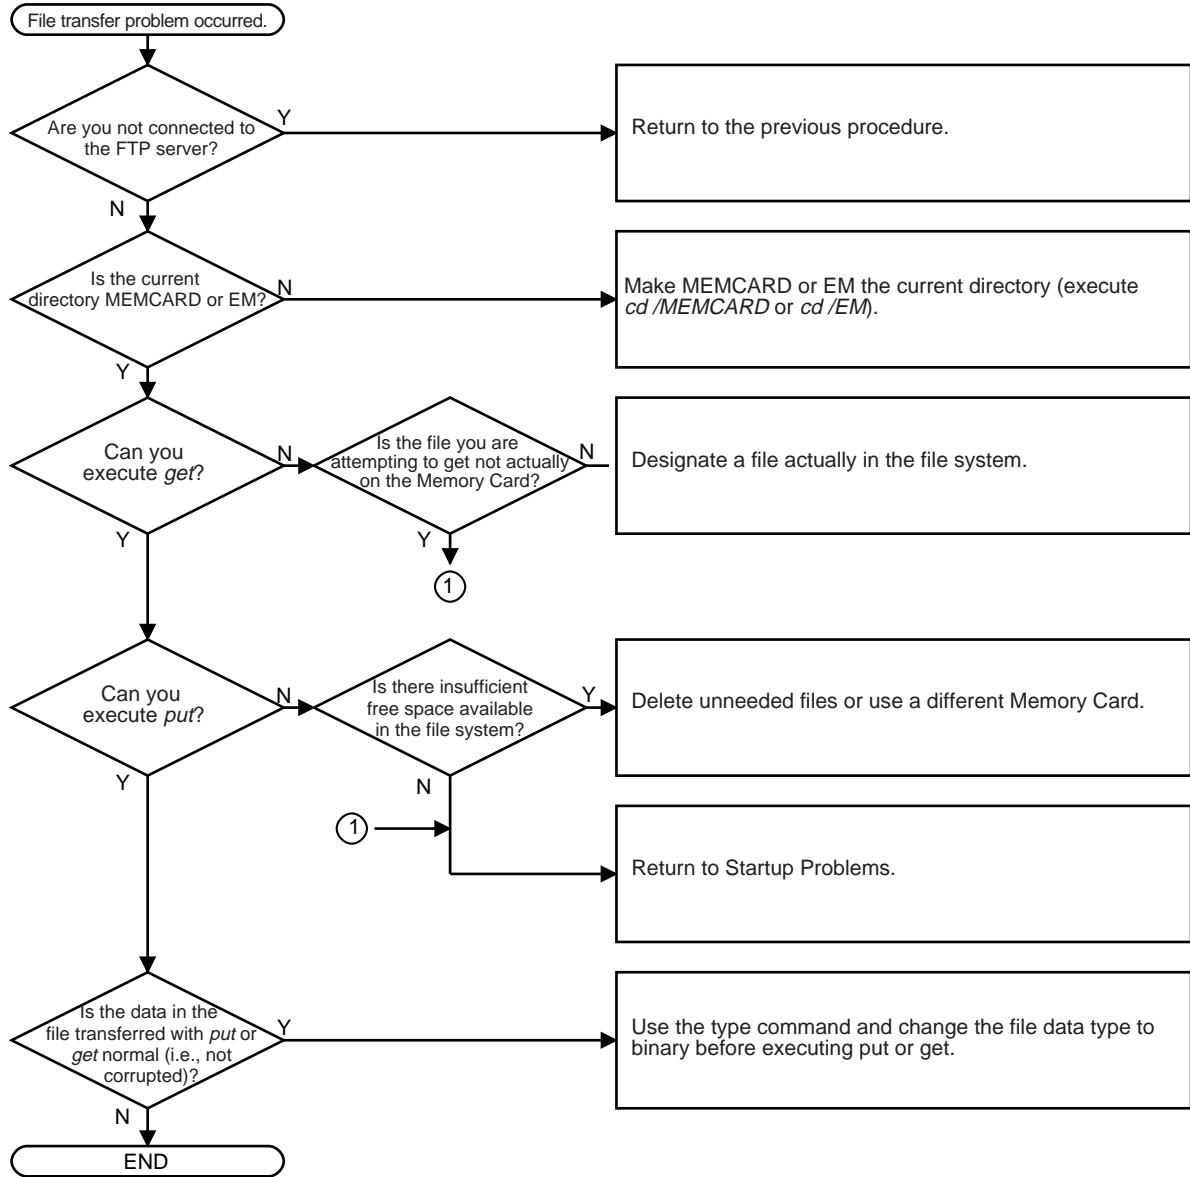 File transfer problem occurred.
Are you not connected to
the FTP server?
Y
Return to the previous procedure.
N
Is the current
directory MEMCARD or EM?
N
Make MEMCARD or EM the current directory (execute
cd /MEMCARD or cd /EM).
Y
Can you
execute get?
N
Is the file you are
attempting to get not actually
on the Memory Card?
N
Designate a file actually in the file system.
Y
Y
1
Can you
execute put?
N
Is there insufficient
free space available
in the file system?
Y
Delete unneeded files or use a different Memory Card.
Y
N
1
Return to Startup Problems.
Is the data in the
file transferred with put or
get normal (i.e., not
corrupted)?
Y
Use the type command and change the file data type to
binary before executing put or get.
N
END